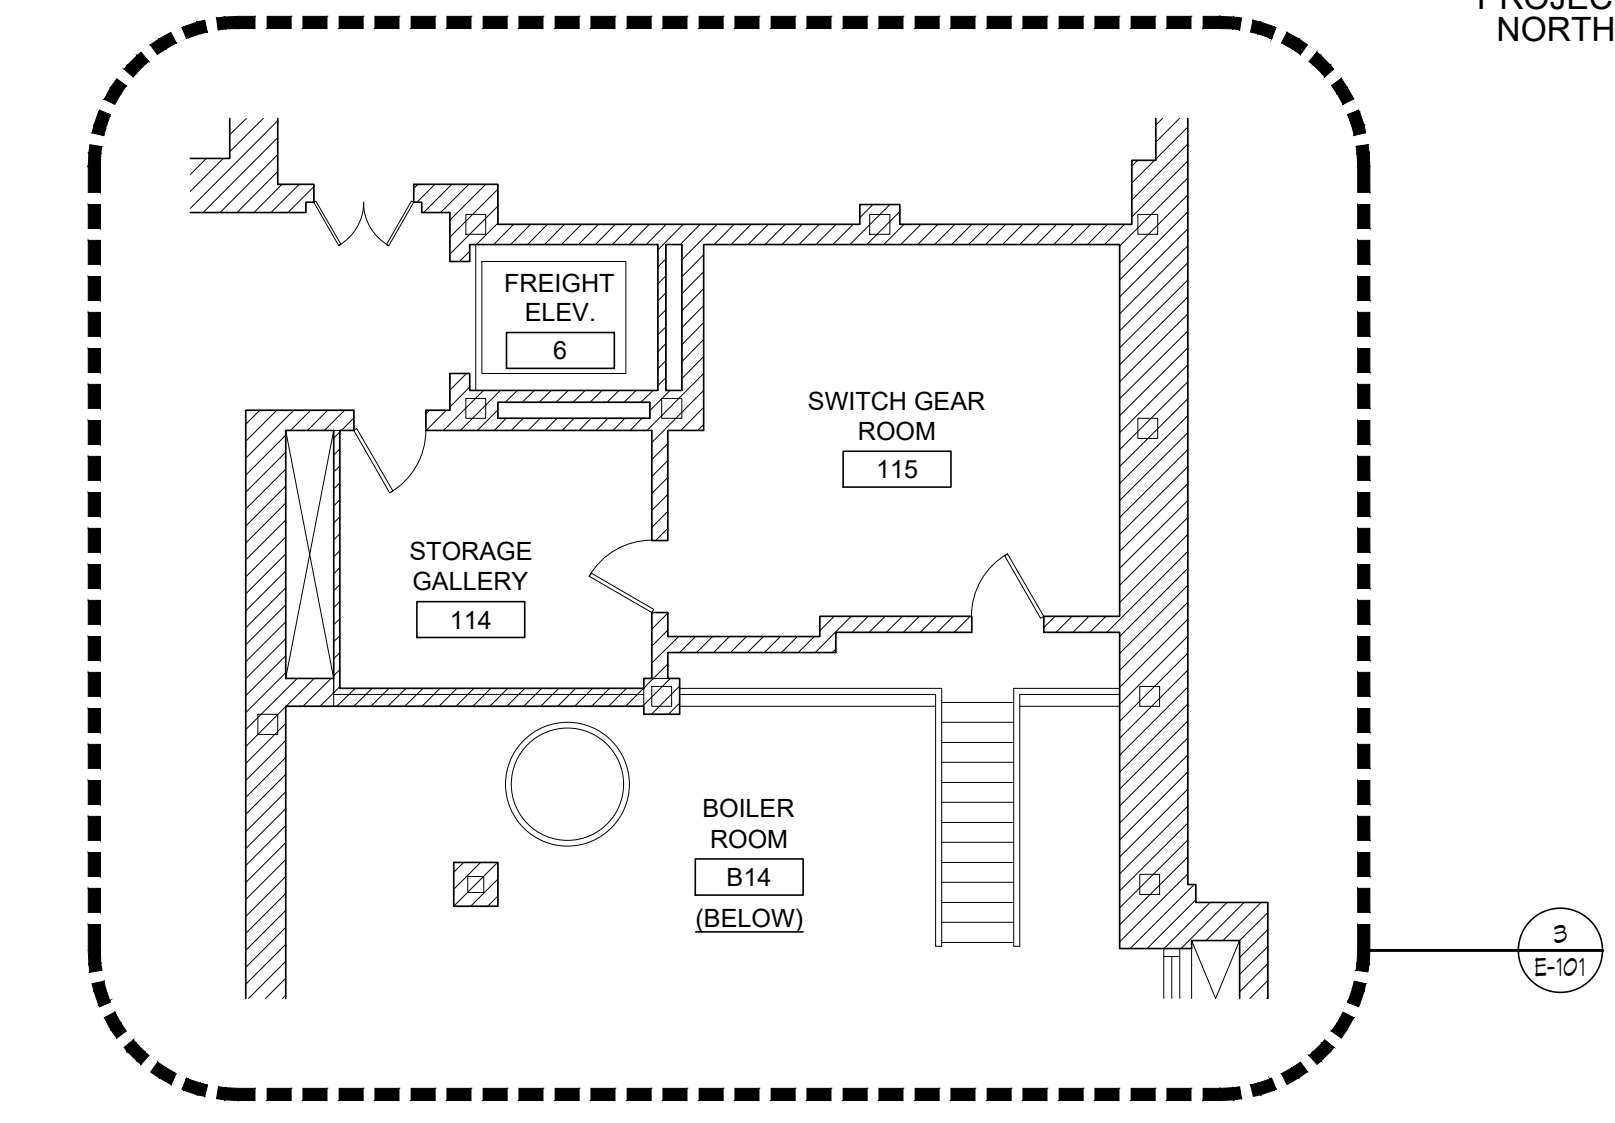 PROJEC
NORTH
FREIGHT
ELEV.
6
SWITCH GEAR
ROOM
115
STORAGE
GALLERY
114
BOILER
ROOM
B14
(BELOW)
3
E-101